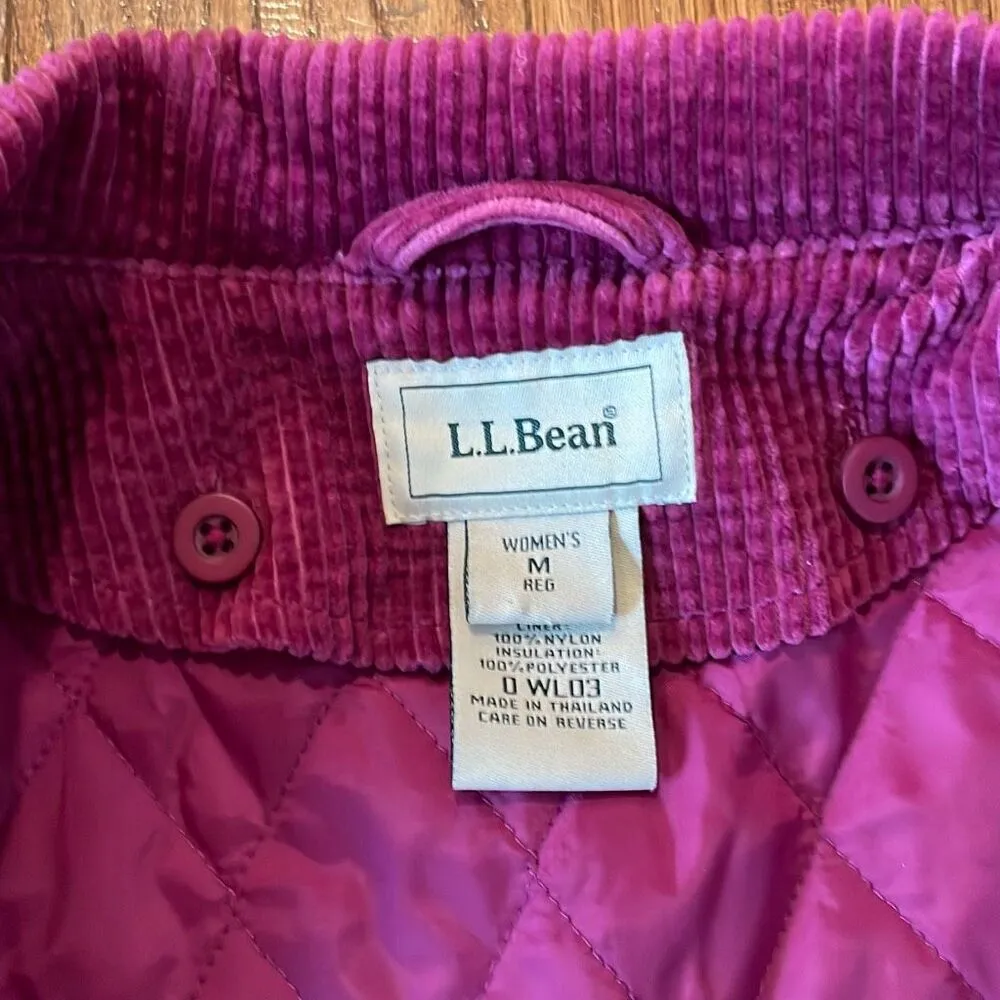 L.L.Bean®
WOMEN'S
M
REG
LINER:
100% NYLON
INSULATION:
100% POLYESTER
0 WL03
MADE IN THAILAND
CARE ON REVERSE